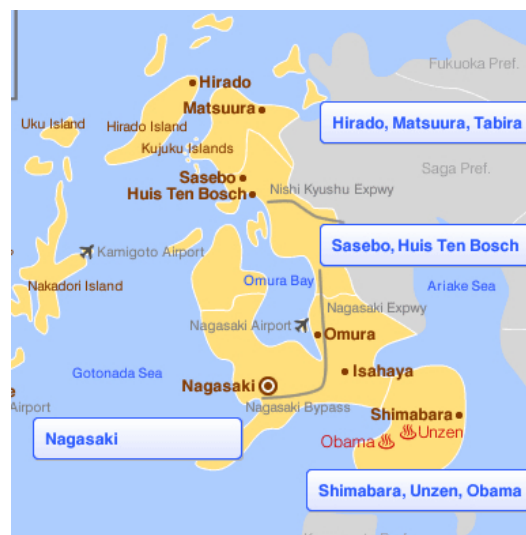 Fukuoka Pref.
Hirado
Matsuura
Uku Island
Hirado Island
Hirado, Matsuura, Tabira
Kujuku Islands
Saga Pref.
Sasebo
Huis Ten Bosch
Nishi Kyushu Expwy
Sasebo, Huis Ten Bosch
Kamigoto Airport
Nakadori Island
Omura Bay
Ariake Sea
Nagasaki Expwy
Nagasaki Airport
Omura
Gotonada Sea
Isahaya
Nagasaki
Airport
Nagasaki Bypass
Shimabara
Nagasaki
Unzen
Obama
Shimabara, Unzen, Obama